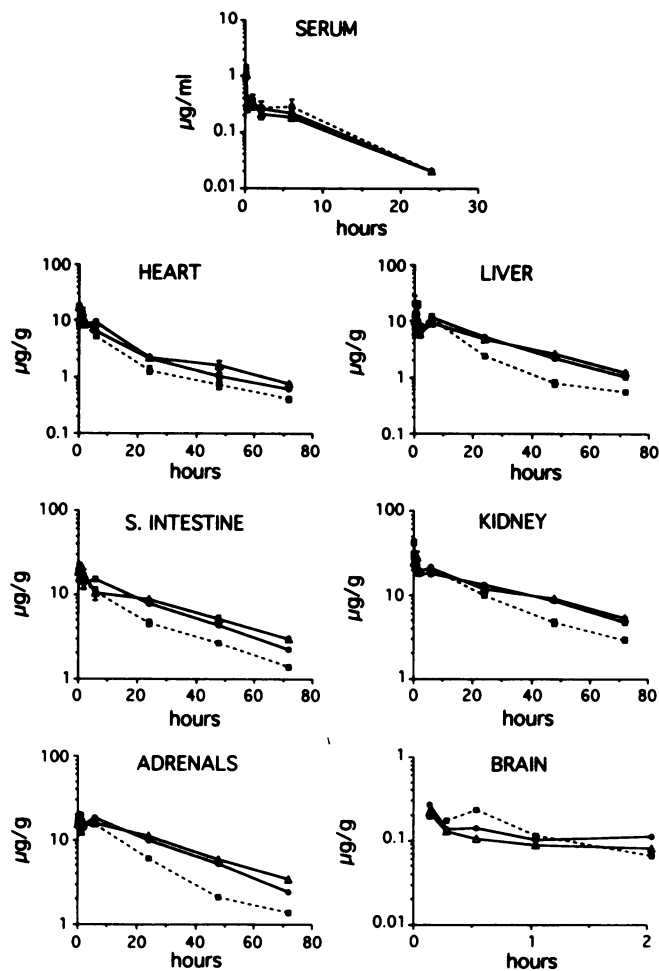 SERUM
10
1
0.1
0.01
µg/ml
0 10 20 30
hours
HEART
100
10
1
0.1
µg/g
0 20 40 60 80
hours
LIVER
100
10
1
0.1
µg/g
0 20 40 60 80
hours
S. INTESTINE
100
10
1
µg/g
0 20 40 60 80
hours
KIDNEY
100
10
1
µg/g
0 20 40 60 80
hours
ADRENALS
100
10
1
µg/g
0 20 40 60 80
hours
BRAIN
1
0.1
0.01
µg/g
0 1 2
hours